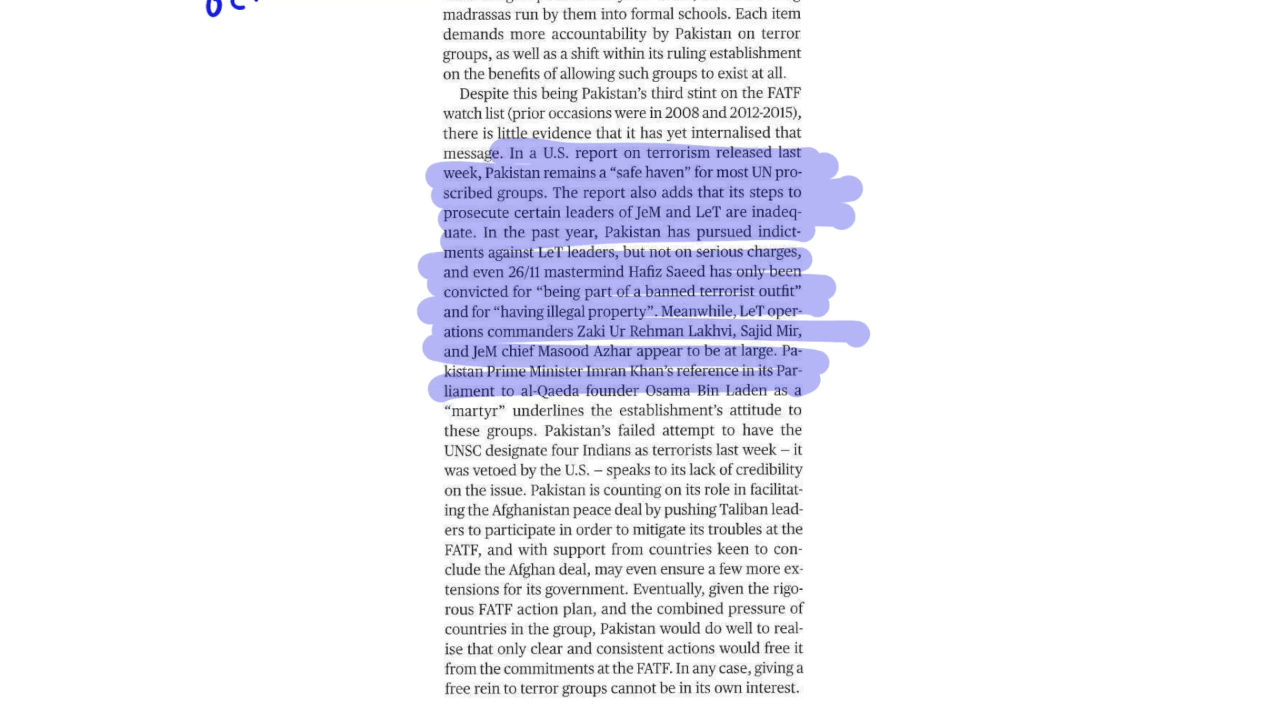 madrassas run by them into formal schools. Each item
demands more accountability by Pakistan on terror
groups, as well as a shift within its ruling establishment
on the benefits of allowing such groups to exist at all.
Despite this being Pakistan's third stint on the FATF
watch list (prior occasions were in 2008 and 2012-2015),
there is little evidence that it has yet internalised that
message. In a U.S. report on terrorism released last
week, Pakistan remains a “safe haven” for most UN pro-
scribed groups. The report also adds that its steps to
prosecute certain leaders of JeM and LeT are inadeq-
uate. In the past year, Pakistan has pursued indict-
ments against LeT leaders, but not on serious charges,
and even 26/11 mastermind Hafiz Saeed has only been
convicted for “being part of a banned terrorist outfit”
and for “having illegal property”. Meanwhile, LeT oper-
ations commanders Zaki Ur Rehman Lakhvi, Sajid Mir,
and JeM chief Masood Azhar appear to be at large. Pa-
kistan Prime Minister Imran Khan's reference in its Par-
liament to al-Qaeda founder Osama Bin Laden as a
“martyr” underlines the establishment's attitude to
these groups. Pakistan's failed attempt to have the
UNSC designate four Indians as terrorists last week – it
was vetoed by the U.S. – speaks to its lack of credibility
on the issue. Pakistan is counting on its role in facilitat-
ing the Afghanistan peace deal by pushing Taliban lead-
ers to participate in order to mitigate its troubles at the
FATF, and with support from countries keen to con-
clude the Afghan deal, may even ensure a few more ex-
tensions for its government. Eventually, given the rigo-
rous FATF action plan, and the combined pressure of
countries in the group, Pakistan would do well to real-
ise that only clear and consistent actions would free it
from the commitments at the FATF. In any case, giving a
free rein to terror groups cannot be in its own interest.